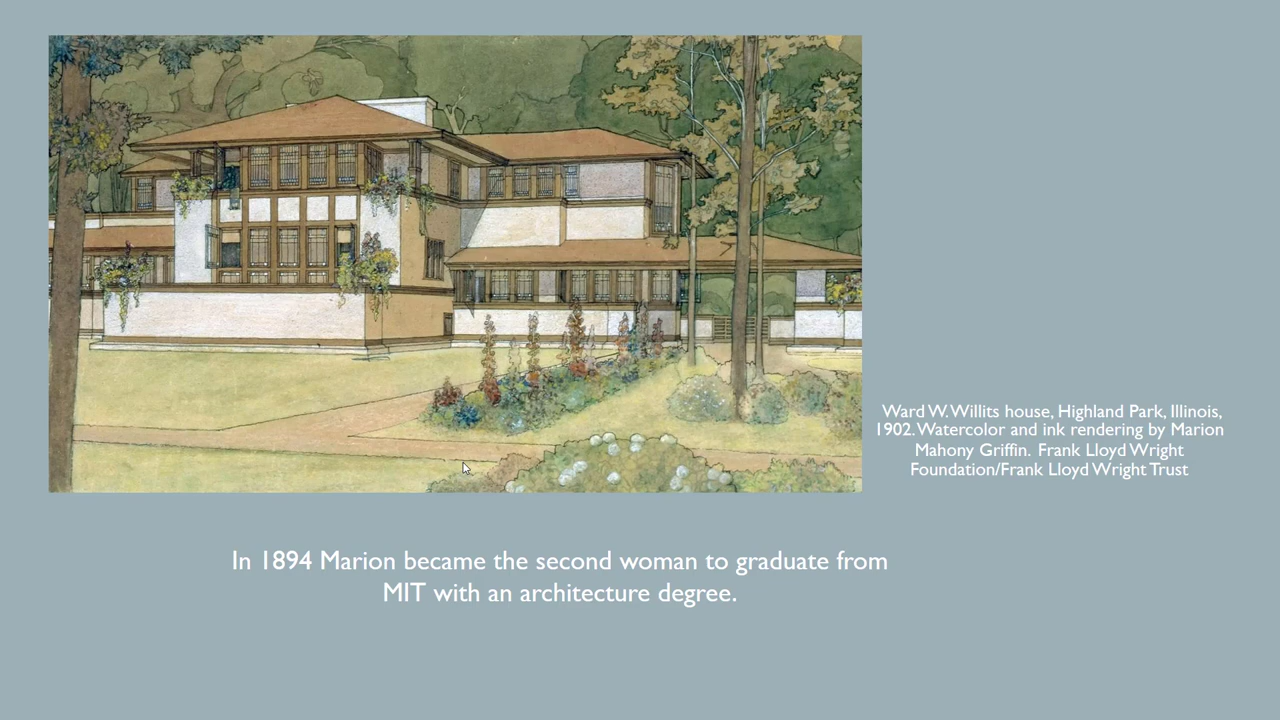 Ward W. Willits house, Highland Park, Illinois,
1902. Watercolor and ink rendering by Marion
Mahony Griffin. Frank Lloyd Wright
Foundation/Frank Lloyd Wright Trust
In 1894 Marion became the second woman to graduate from
MIT with an architecture degree.